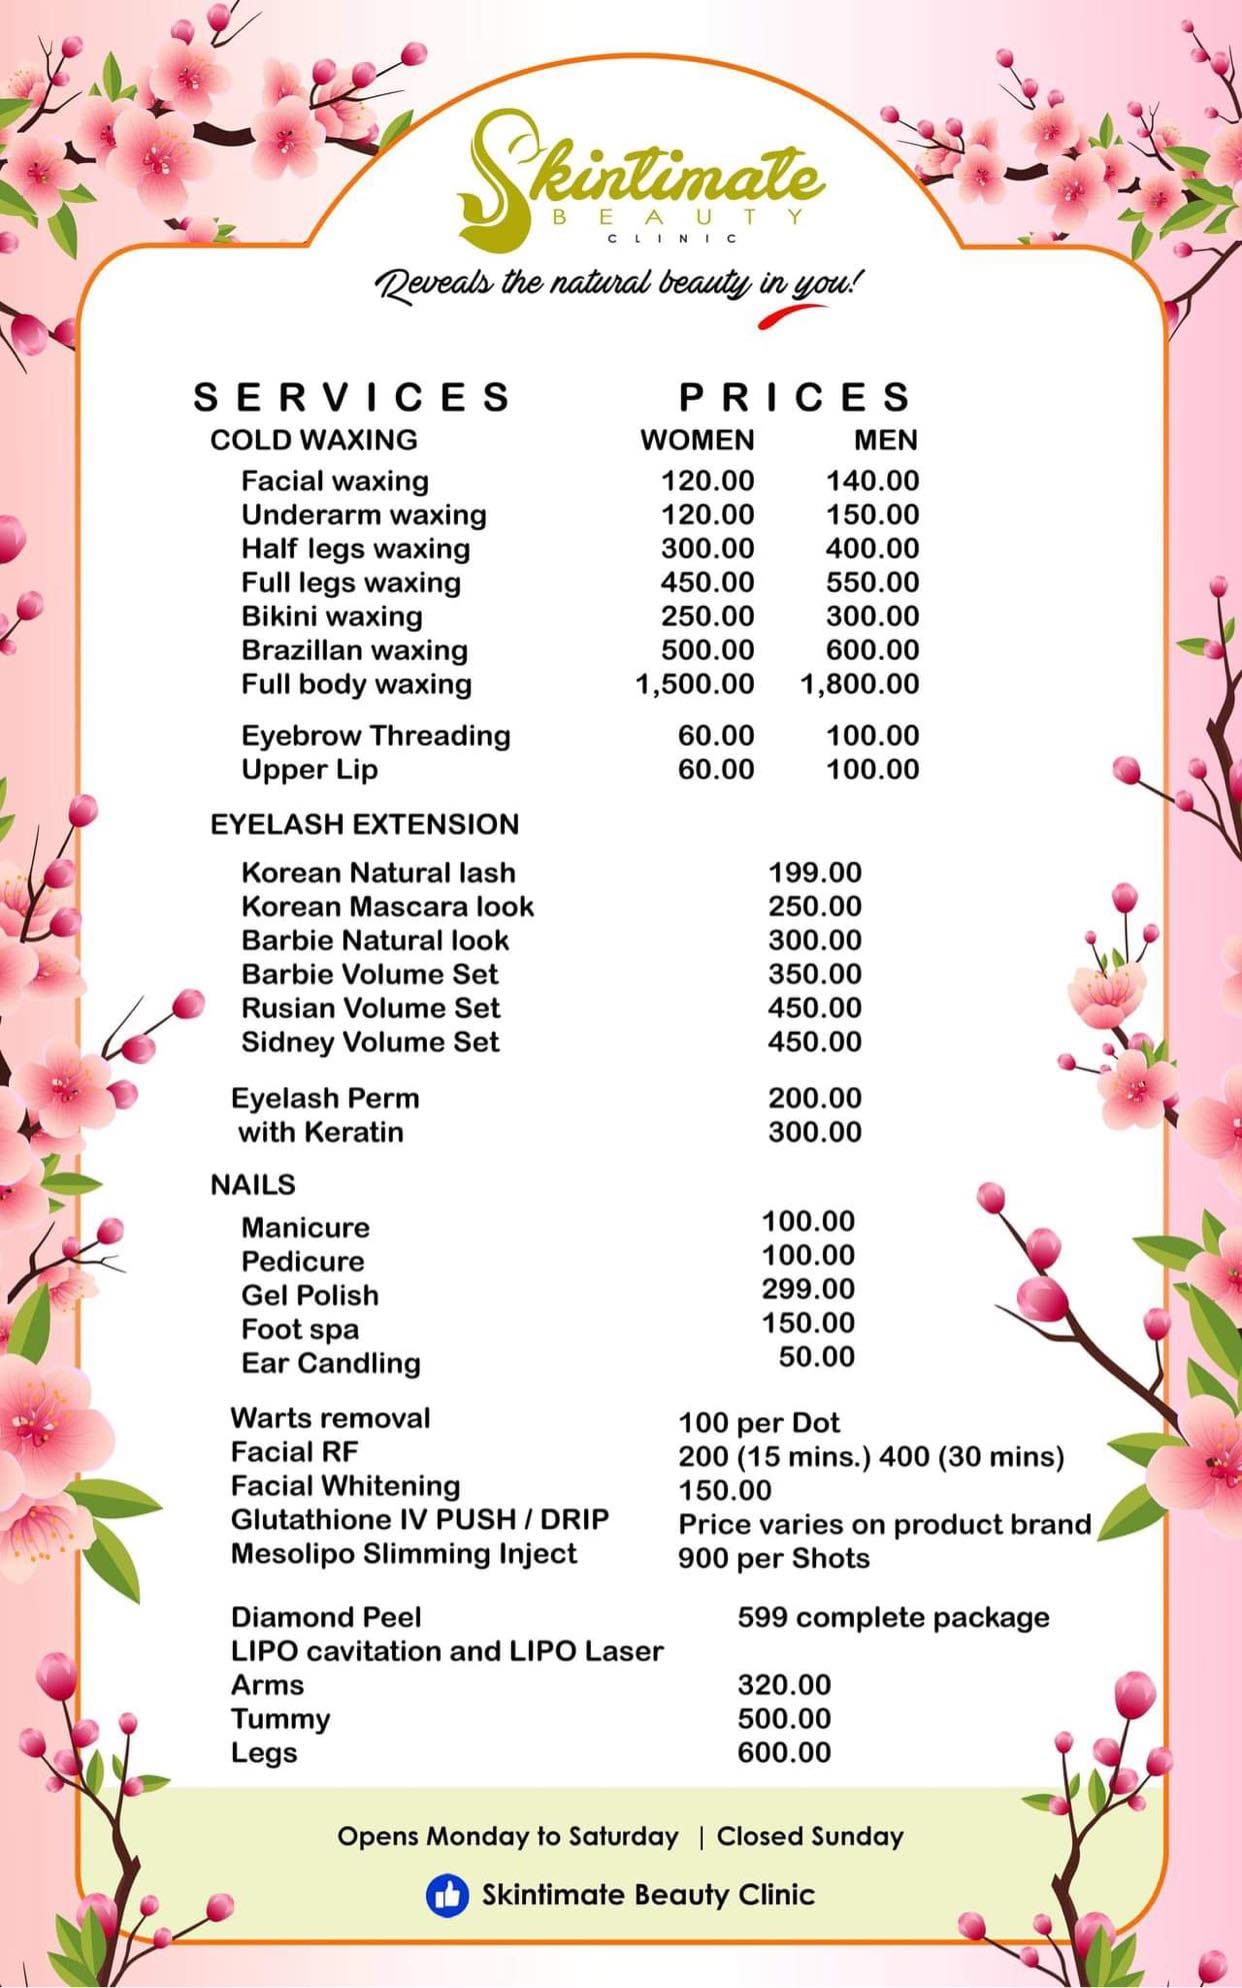 Skintimate
BEAUTY
CLINIC
Reveals the natural beauty in you!
SERVICES PRICES
COLD WAXING WOMEN MEN
Facial waxing 120.00 140.00
Underarm waxing 120.00 150.00
Half legs waxing 300.00 400.00
Full legs waxing 450.00 550.00
Bikini waxing 250.00 300.00
Brazillan waxing 500.00 600.00
Full body waxing 1,500.00 1,800.00
Eyebrow Threading 60.00 100.00
Upper Lip 60.00 100.00
EYELASH EXTENSION
Korean Natural lash 199.00
Korean Mascara look 250.00
Barbie Natural look 300.00
Barbie Volume Set 350.00
Rusian Volume Set 450.00
Sidney Volume Set 450.00
Eyelash Perm 200.00
with Keratin 300.00
NAILS
Manicure 100.00
Pedicure 100.00
Gel Polish 299.00
Foot spa 150.00
Ear Candling 50.00
Warts removal 100 per Dot
Facial RF 200 (15 mins.) 400 (30 mins)
Facial Whitening 150.00
Glutathione IV PUSH / DRIP Price varies on product brand
Mesolipo Slimming Inject 900 per Shots
Diamond Peel 599 complete package
LIPO cavitation and LIPO Laser
Arms 320.00
Tummy 500.00
Legs 600.00
Opens Monday to Saturday | Closed Sunday
Skintimate Beauty Clinic